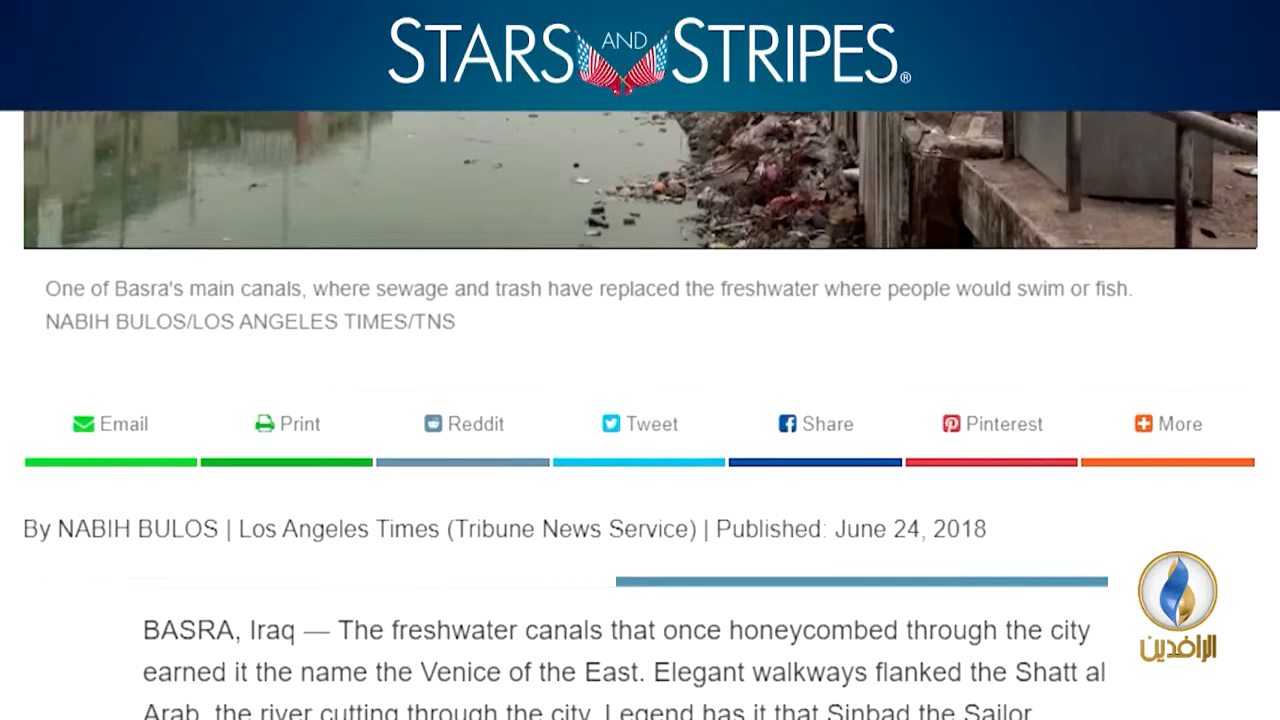 STARS AND STRIPES®
One of Basra's main canals, where sewage and trash have replaced the freshwater where people would swim or fish.
NABIH BULOS/LOS ANGELES TIMES/TNS
Email Print Reddit Tweet Share Pinterest More
By NABIH BULOS | Los Angeles Times (Tribune News Service) | Published: June 24, 2018
BASRA, Iraq — The freshwater canals that once honeycombed through the city
earned it the name the Venice of the East. Elegant walkways flanked the Shatt al
Arab, the river cutting through the city. Legend has it that Sinbad the Sailor
الرافدين